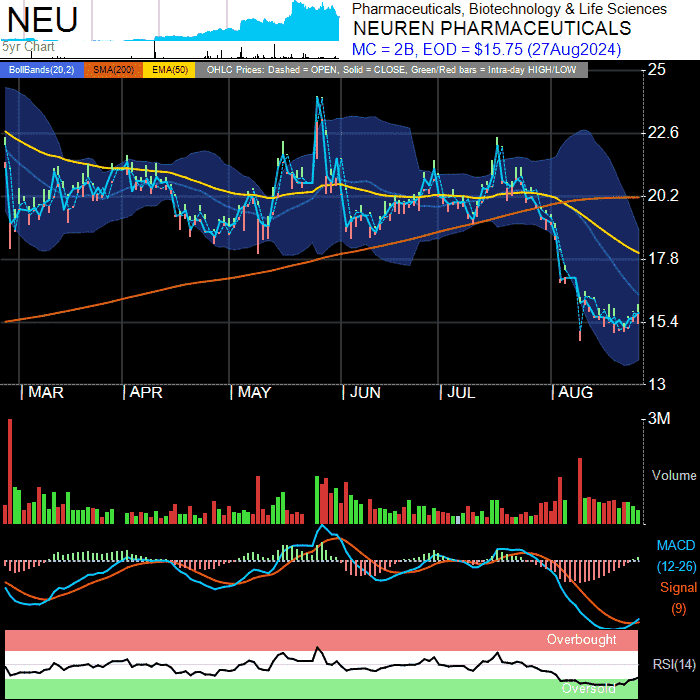 NEU
5yr Chart
Pharmaceuticals, Biotechnology & Life Sciences
NEUREN PHARMACEUTICALS
MC = 2B, EOD = $15.75 (27Aug2024)
BollBands(20,2) SMA(200) EMA(50) OHLC Prices: Dashed = OPEN, Solid = CLOSE, Green/Red bars = Intra-day HIGH/LOW
25
22.6
20.2
17.8
15.4
13
MAR APR MAY JUN JUL AUG
3M
Volume
MACD
(12-26)
Signal
(9)
Overbought
RSI(14)
Oversold